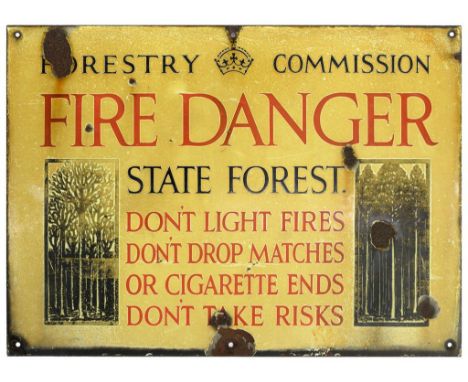 FORESTRY COMMISSION
FIRE DANGER
STATE FOREST.
DON'T LIGHT FIRES
DON'T DROP MATCHES
OR CIGARETTE ENDS
DON'T TAKE RISKS